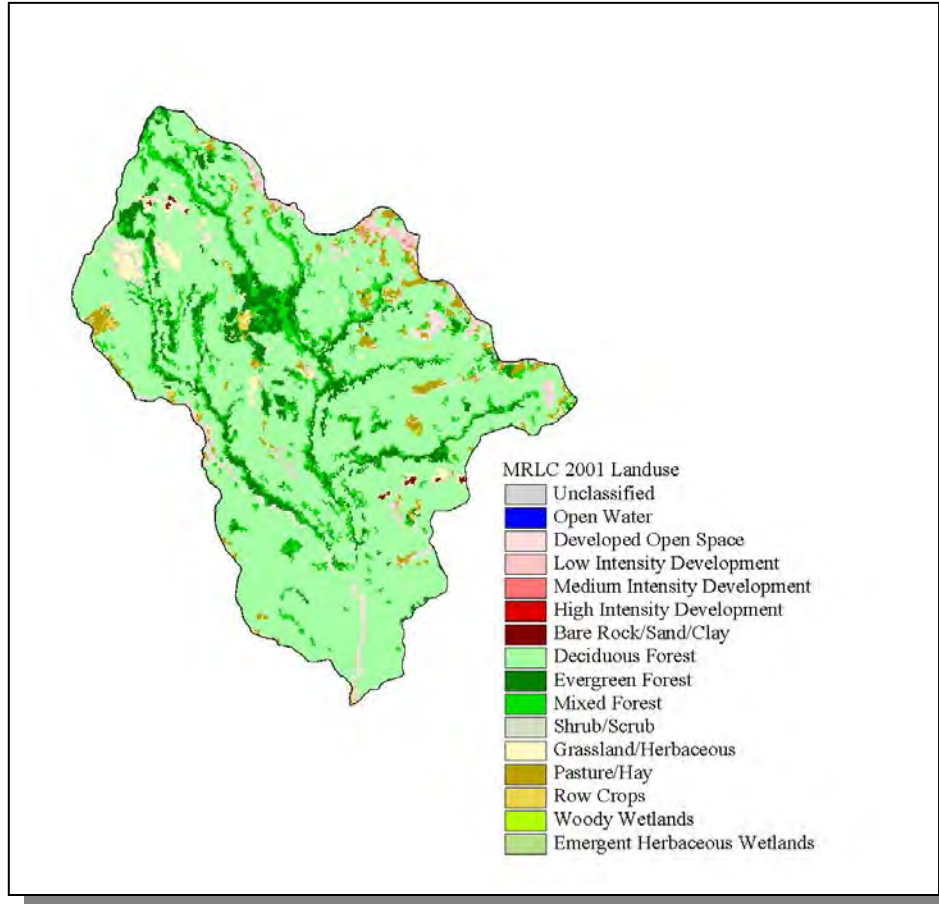 MRLC 2001 Landuse
Unclassified
Open Water
Developed Open Space
Low Intensity Development
Medium Intensity Development
High Intensity Development
Bare Rock/Sand/Clay
Deciduous Forest
Evergreen Forest
Mixed Forest
Shrub/Scrub
Grassland/Herbaceous
Pasture/Hay
Row Crops
Woody Wetlands
Emergent Herbaceous Wetlands